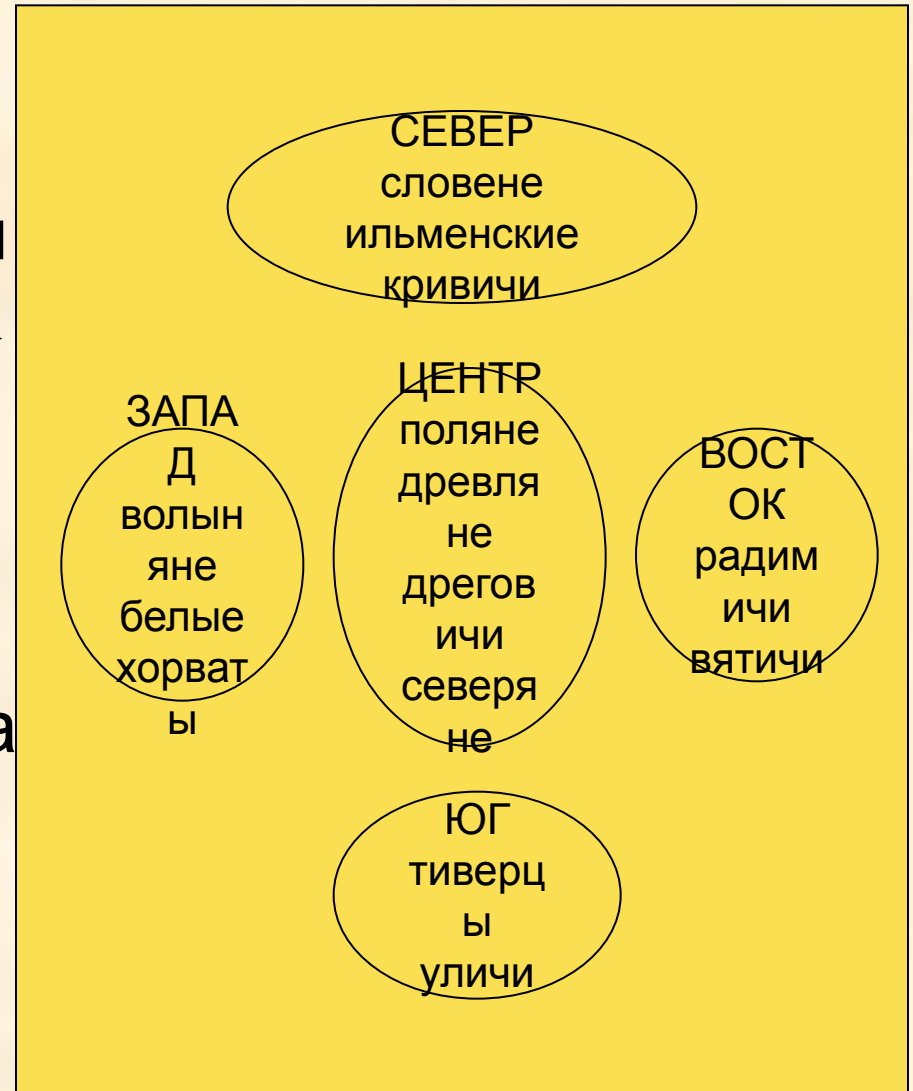 СЕВЕР
словене
ильменские
кривичи
ЗАПА
Д
волын
яне
белые
хорват
ы
ЦЕНТР
поляне
древля
не
дрегов
ичи
северя
не
ВОСТ
ОК
радим
ичи
вятичи
ЮГ
тиверц
ы
уличи